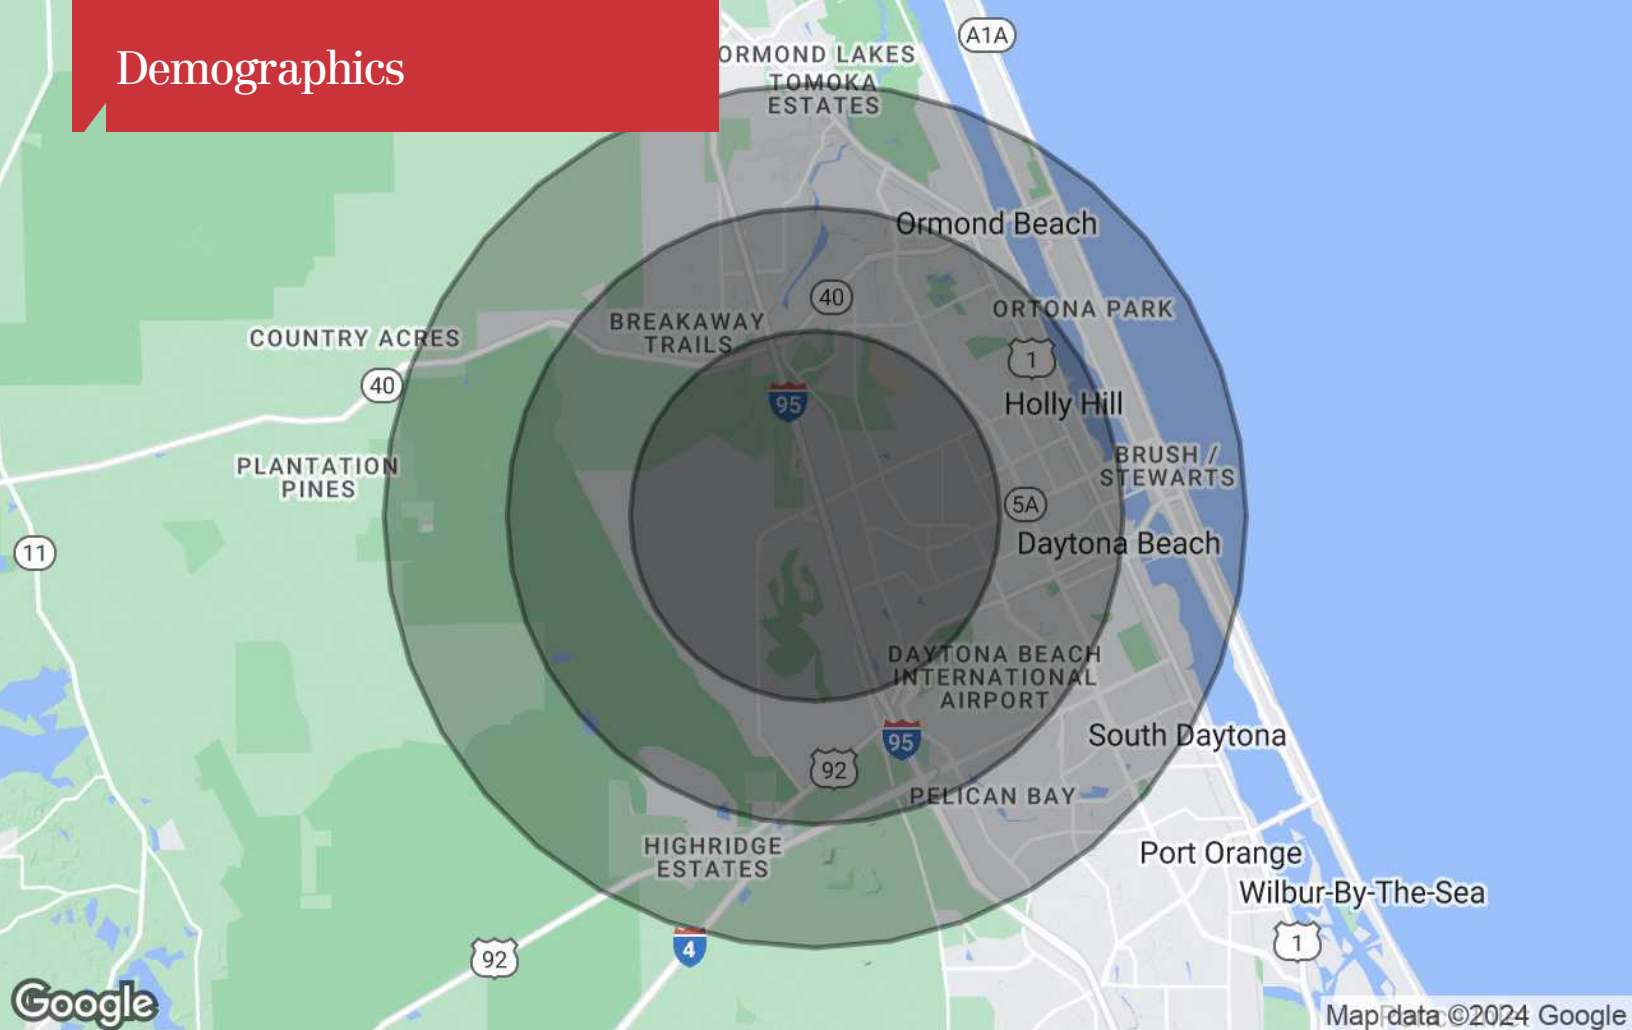 Demographics
A1A
ORMOND LAKES
TOMOKA
ESTATES
Ormond Beach
40
ORTONA PARK
BREAKAWAY
TRAILS
COUNTRY ACRES
1
40
95
Holly Hill
BRUSH /
STEWARTS
PLANTATION
PINES
5A
11
Daytona Beach
DAYTONA BEACH
INTERNATIONAL
AIRPORT
95
South Daytona
92
PELICAN BAY
HIGHRIDGE
ESTATES
Port Orange
Wilbur-By-The-Sea
1
4
92
Google
Map data ©2024 Google